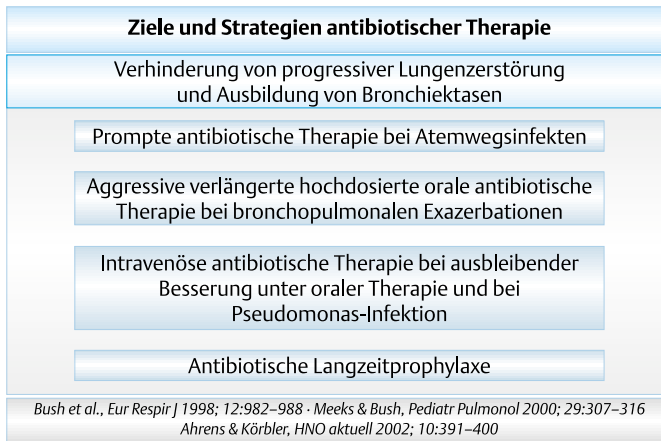 Ziele und Strategien antibiotischer Therapie
Verhinderung von progressiver Lungenzerstörung
und Ausbildung von Bronchiektasen
Prompte antibiotische Therapie bei Atemwegsinfekten
Aggressive verlängerte hochdosierte orale antibiotische
Therapie bei bronchopulmonalen Exazerbationen
Intravenöse antibiotische Therapie bei ausbleibender
Besserung unter oraler Therapie und bei
Pseudomonas-Infektion
Antibiotische Langzeitprophylaxe
Bush et al., Eur Respir J 1998; 12:982–988 · Meeks & Bush, Pediatr Pulmonol 2000; 29:307–316
Ahrens & Körbler, HNO aktuell 2002; 10:391–400